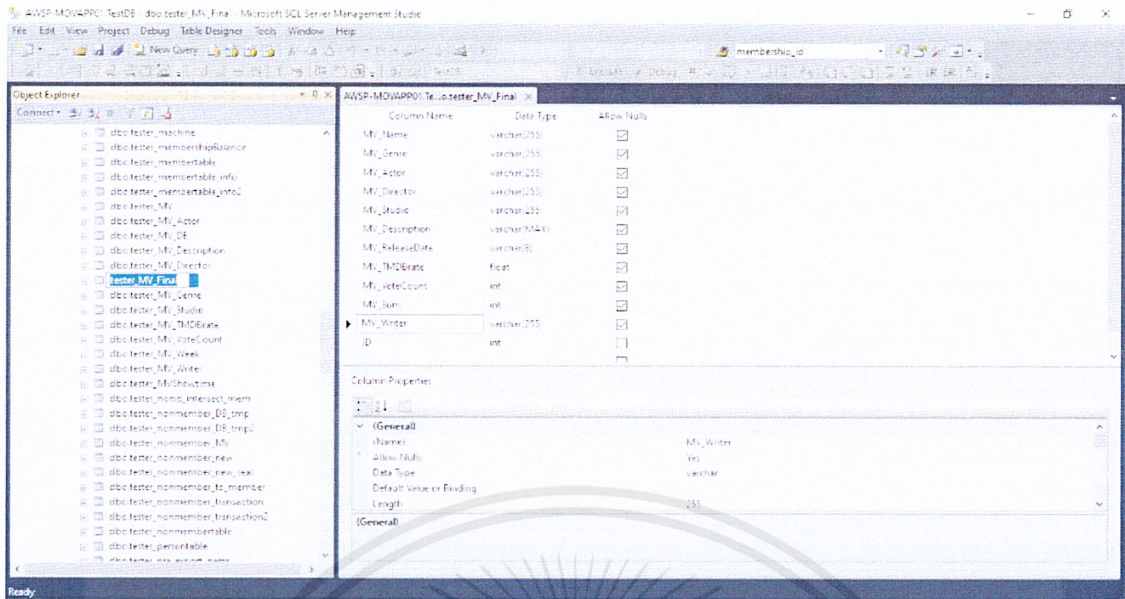 AWSP-MOVAPP01.TestDB - dbo.tester_MV_Final - Microsoft SQL Server Management Studio
File Edit View Project Debug Table Designer Tools Window Help
New Query
membership_id
Object Explorer
Connect
dbo.tester_machine
dbo.tester_membershipBalance
dbo.tester_membertable
dbo.tester_membertable_info
dbo.tester_membertable_info2
dbo.tester_MV
dbo.tester_MV_Actor
dbo.tester_MV_DB
dbo.tester_MV_Description
dbo.tester_MV_Director
tester_MV_Final
dbo.tester_MV_Genre
dbo.tester_MV_Studio
dbo.tester_MV_TMDBrate
dbo.tester_MV_VoteCount
dbo.tester_MV_Week
dbo.tester_MV_Writer
dbo.tester_MVShowtime
dbo.tester_nonid_intersect_mem
dbo.tester_nonmember_DB_tmp
dbo.tester_nonmember_DB_tmp2
dbo.tester_nonmember_MV
dbo.tester_nonmember_new
dbo.tester_nonmember_new_real
dbo.tester_nonmember_to_member
dbo.tester_nonmember_transaction
dbo.tester_nonmember_transaction2
dbo.tester_nonmembertable
dbo.tester_persontable
AWSP-MOVAPP01.Te...o.tester_MV_Final
Column Name Data Type Allow Nulls
MV_Name varchar(255)
MV_Genre varchar(255)
MV_Actor varchar(255)
MV_Director varchar(255)
MV_Studio varchar(255)
MV_Description varchar(MAX)
MV_ReleaseDate varchar(8)
MV_TMDBrate float
MV_VoteCount int
MV_Sum int
MV_Writer varchar(255)
ID int
Column Properties
(General)
(Name) MV_Writer
Allow Nulls Yes
Data Type varchar
Default Value or Binding
Length 255
(General)
Ready